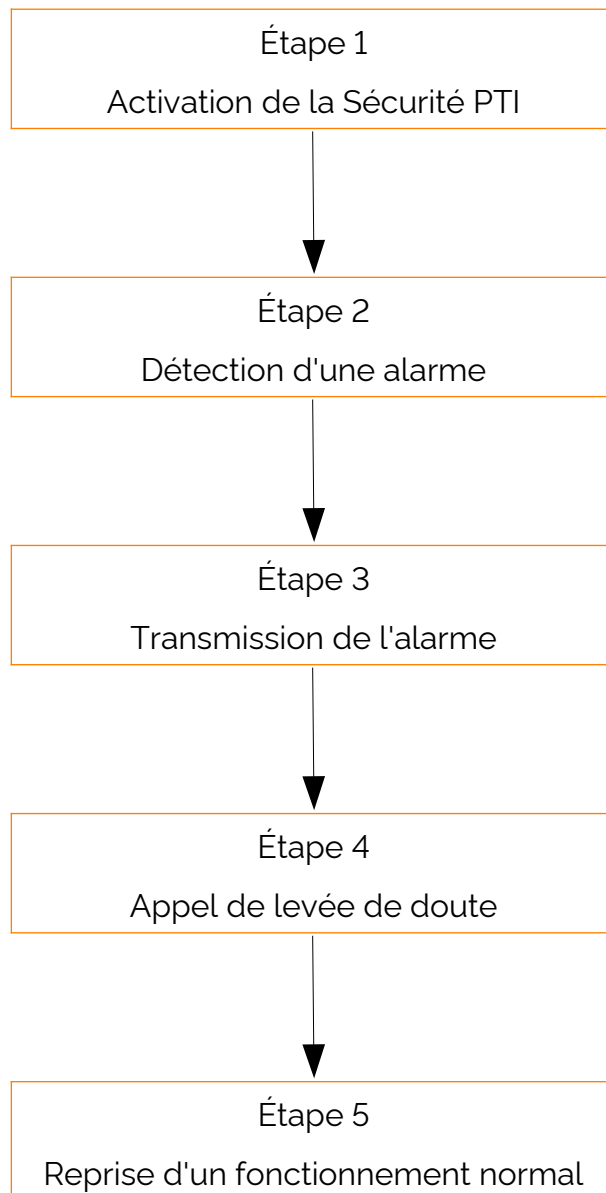 Étape 1
Activation de la Sécurité PTI
Étape 2
Détection d'une alarme
Étape 3
Transmission de l'alarme
Étape 4
Appel de levée de doute
Étape 5
Reprise d'un fonctionnement normal